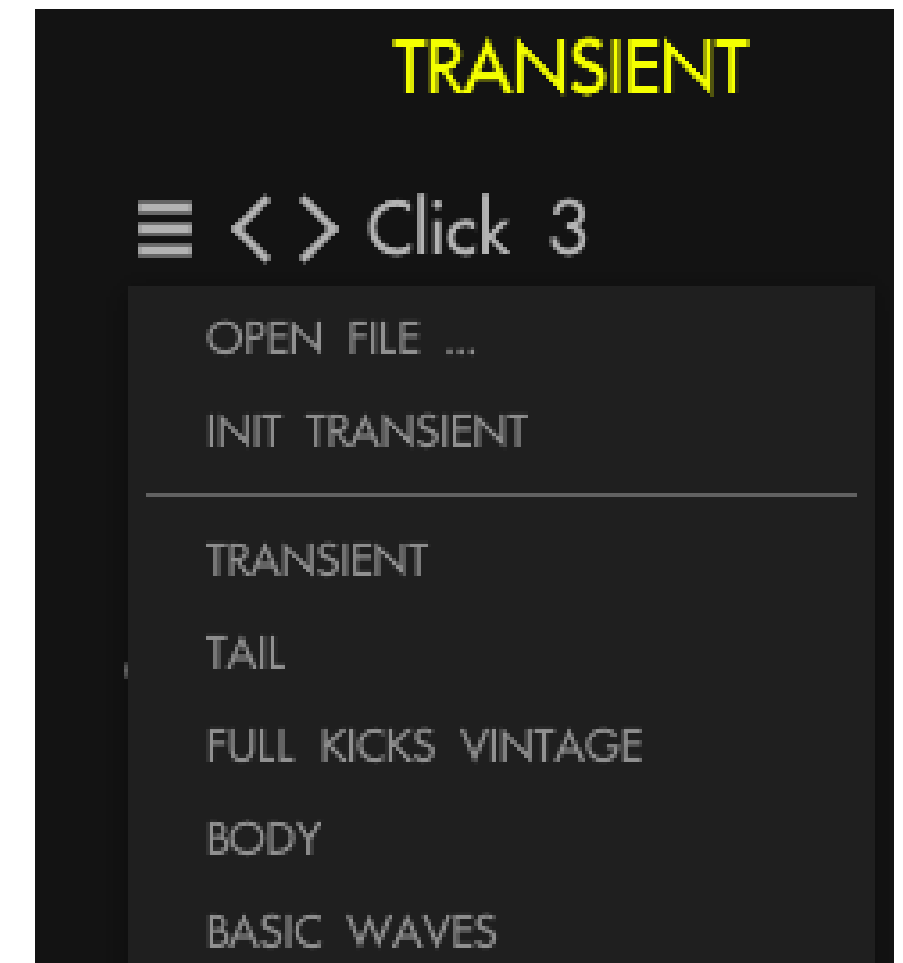 TRANSIENT
Click 3
OPEN FILE ...
INIT TRANSIENT
TRANSIENT
TAIL
FULL KICKS VINTAGE
BODY
BASIC WAVES